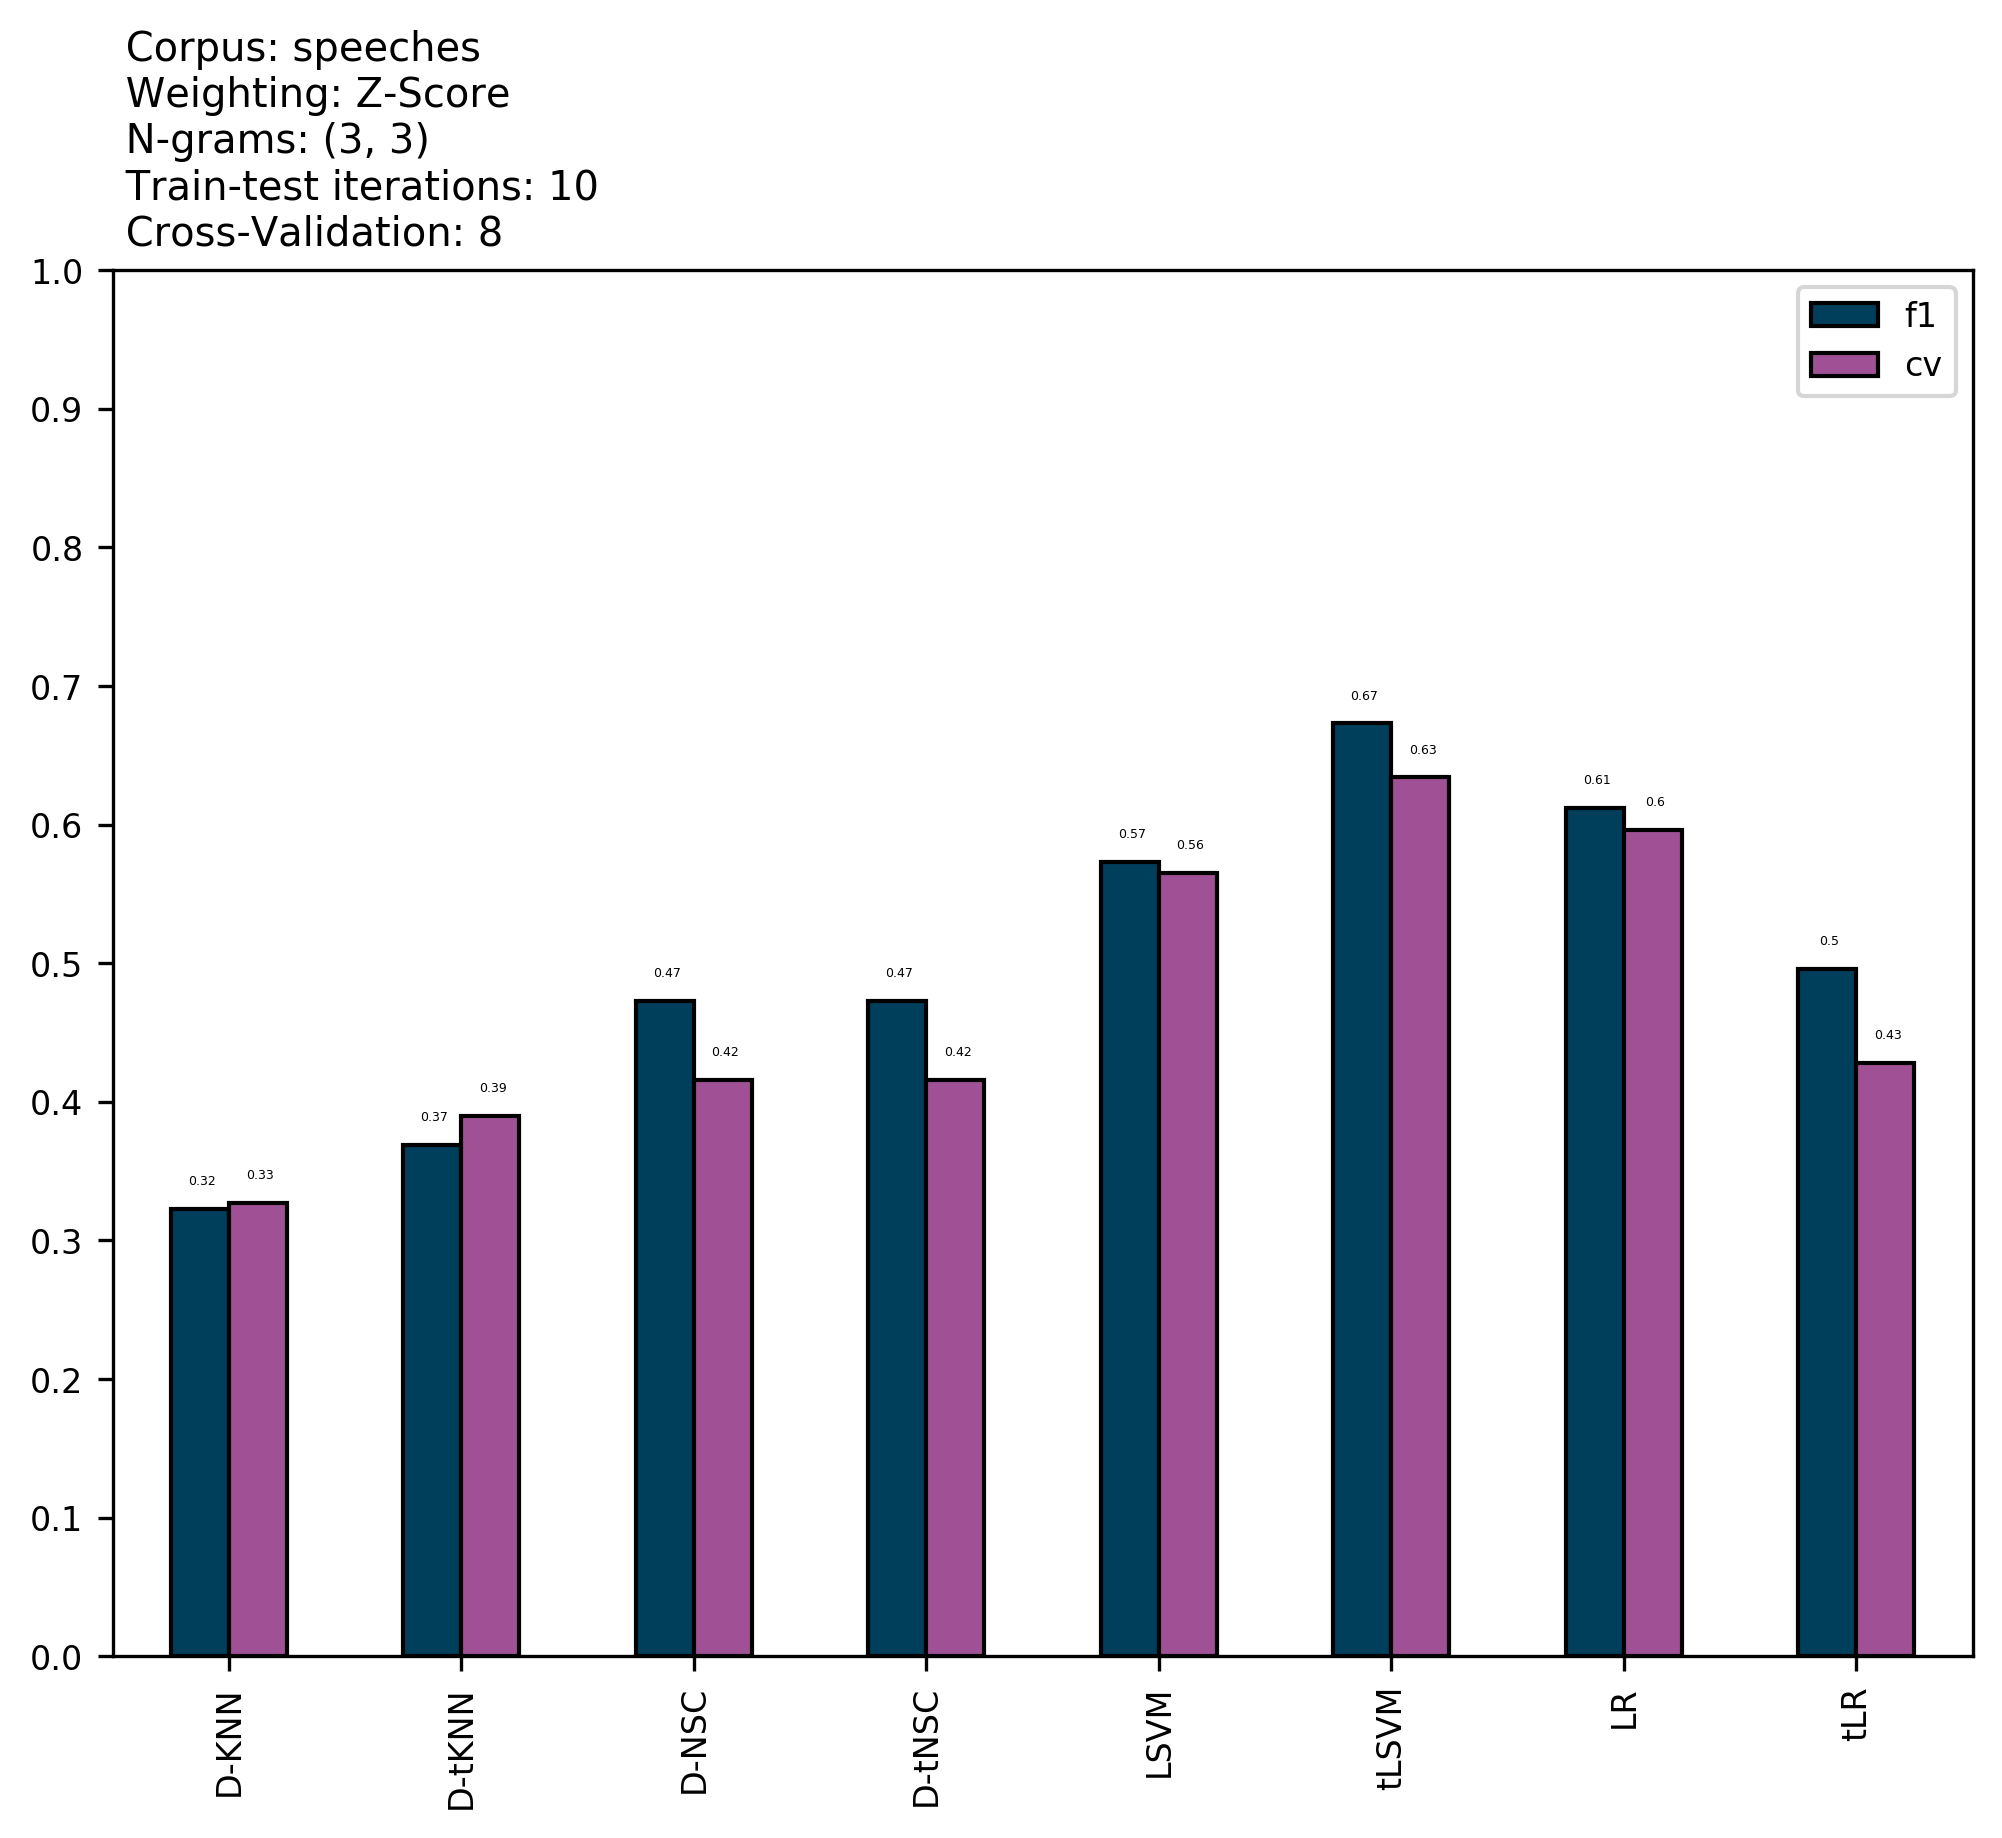 Corpus: speeches
Weighting: Z-Score
N-grams: (3, 3)
Train-test iterations: 10
Cross-Validation: 8
1.0
0.9
0.8
0.7
0.6
0.5
0.4
0.3
0.2
0.1
0.0
f1
cv
0.32
0.33
0.37
0.39
0.47
0.42
0.47
0.42
0.57
0.56
0.67
0.63
0.61
0.6
0.5
0.43
D-KNN
D-tKNN
D-NSC
D-tNSC
LSVM
tLSVM
LR
tLR